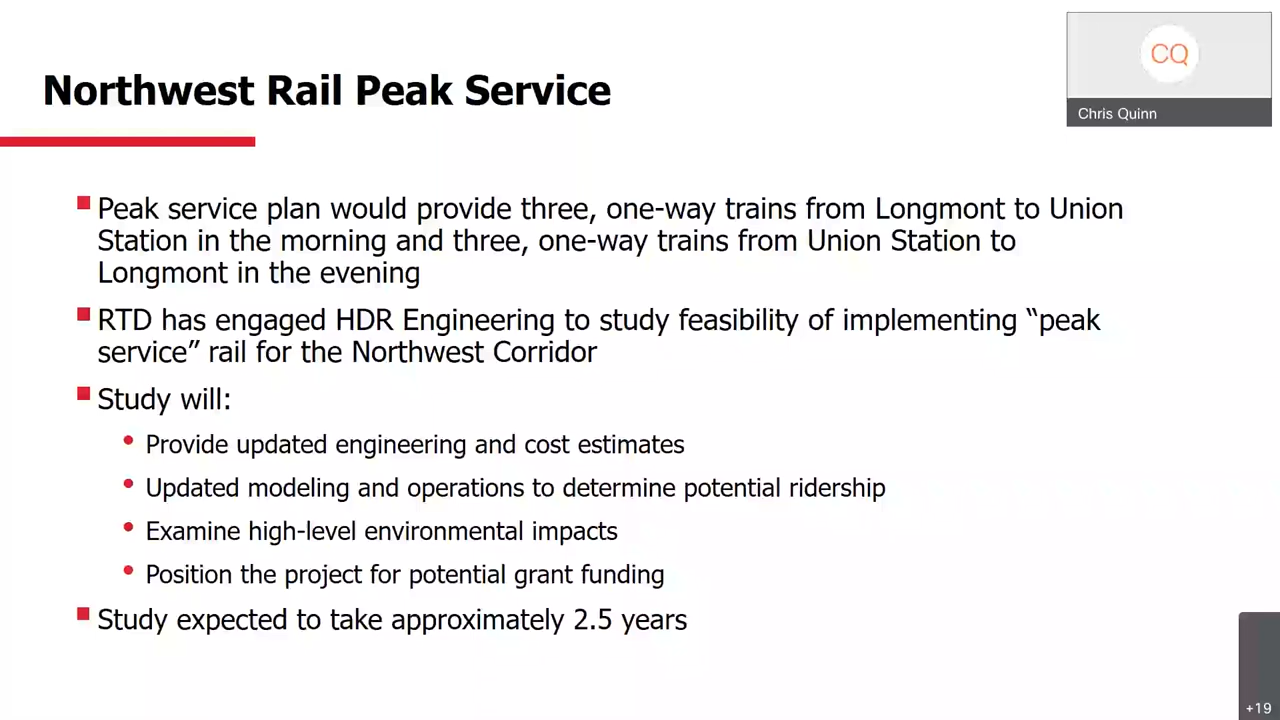 CQ
Chris Quinn
Northwest Rail Peak Service
Peak service plan would provide three, one-way trains from Longmont to Union
Station in the morning and three, one-way trains from Union Station to
Longmont in the evening
RTD has engaged HDR Engineering to study feasibility of implementing “peak
service” rail for the Northwest Corridor
Study will:
Provide updated engineering and cost estimates
Updated modeling and operations to determine potential ridership
Examine high-level environmental impacts
Position the project for potential grant funding
Study expected to take approximately 2.5 years
+19